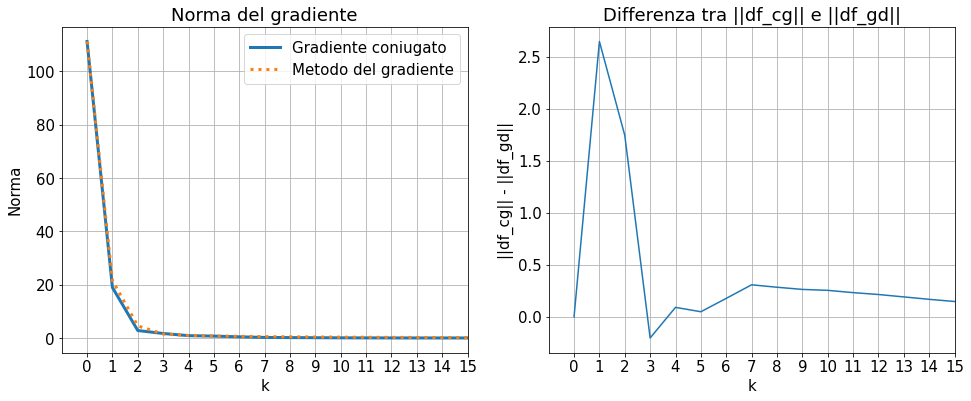 Norma del gradiente
Norma
100
80
60
40
20
0
Gradiente coniugato
Metodo del gradiente
0 1 2 3 4 5 6 7 8 9 10 11 12 13 14 15
k
Differenza tra ||df_cg|| e ||df_gd||
||df_cg|| - ||df_gd||
2.5
2.0
1.5
1.0
0.5
0.0
0 1 2 3 4 5 6 7 8 9 10 11 12 13 14 15
k